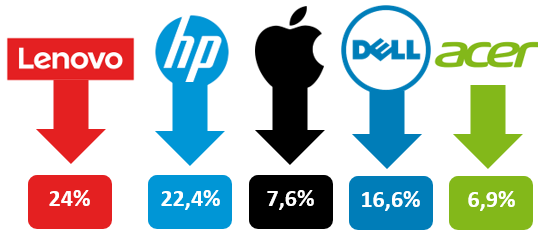 Lenovo
hp
DELL
acer
24%
22,4%
7,6%
16,6%
6,9%